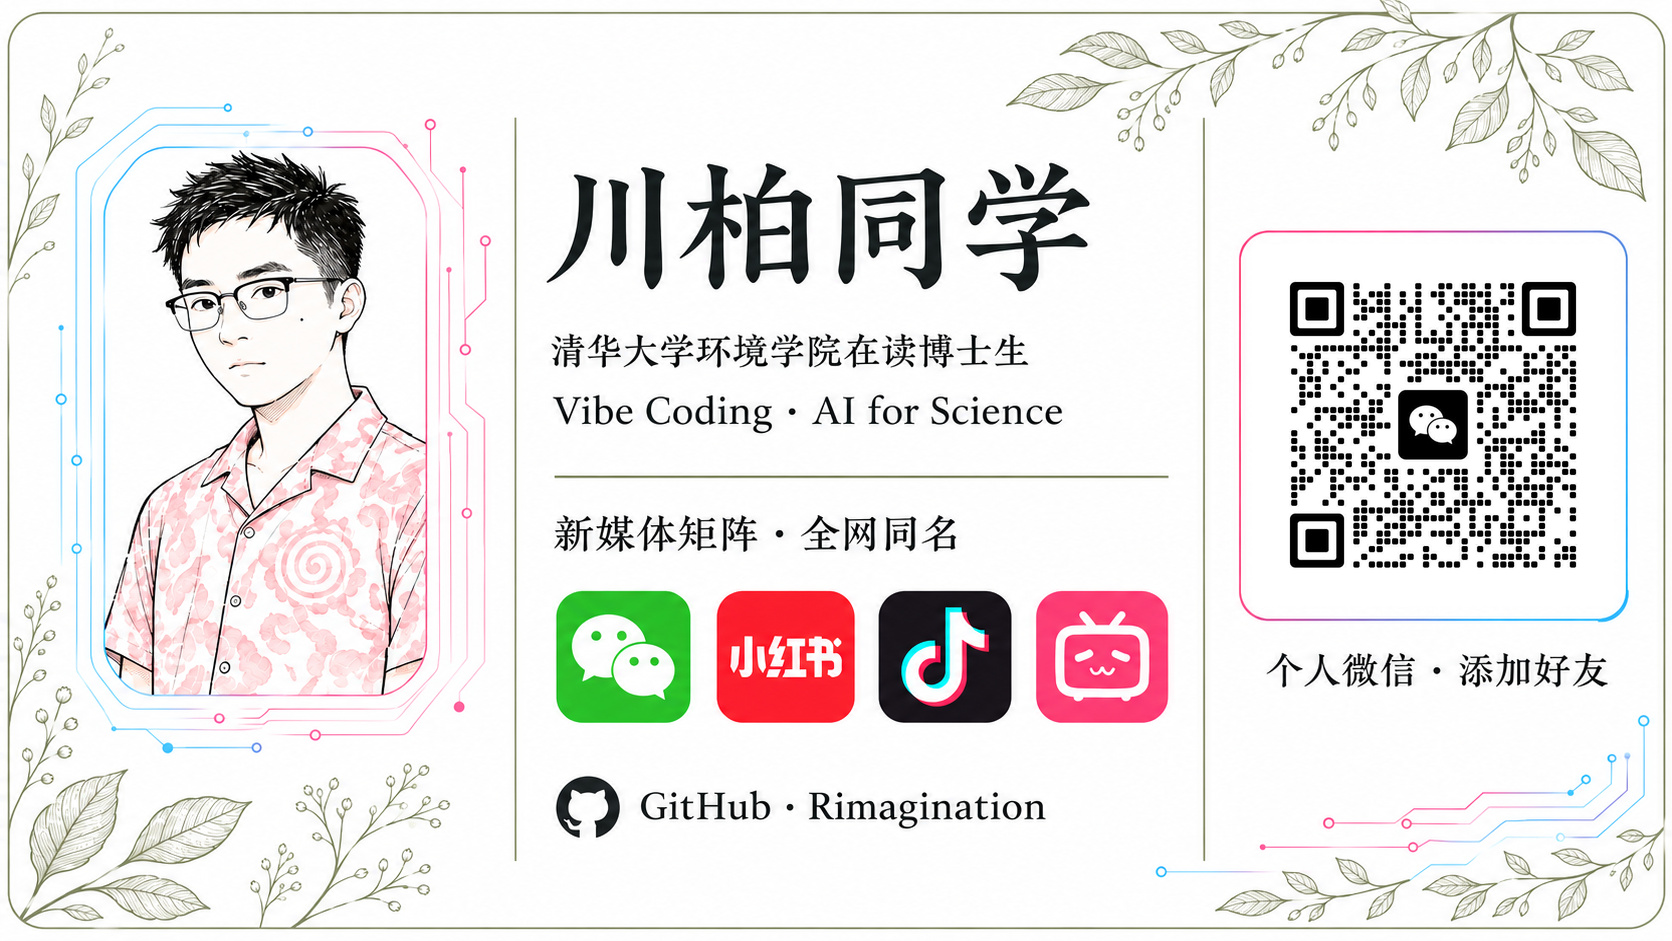 川柏同学
清华大学环境学院在读博士生
Vibe Coding · AI for Science
新媒体矩阵 · 全网同名
小红书
GitHub · Rimagination
个人微信 · 添加好友